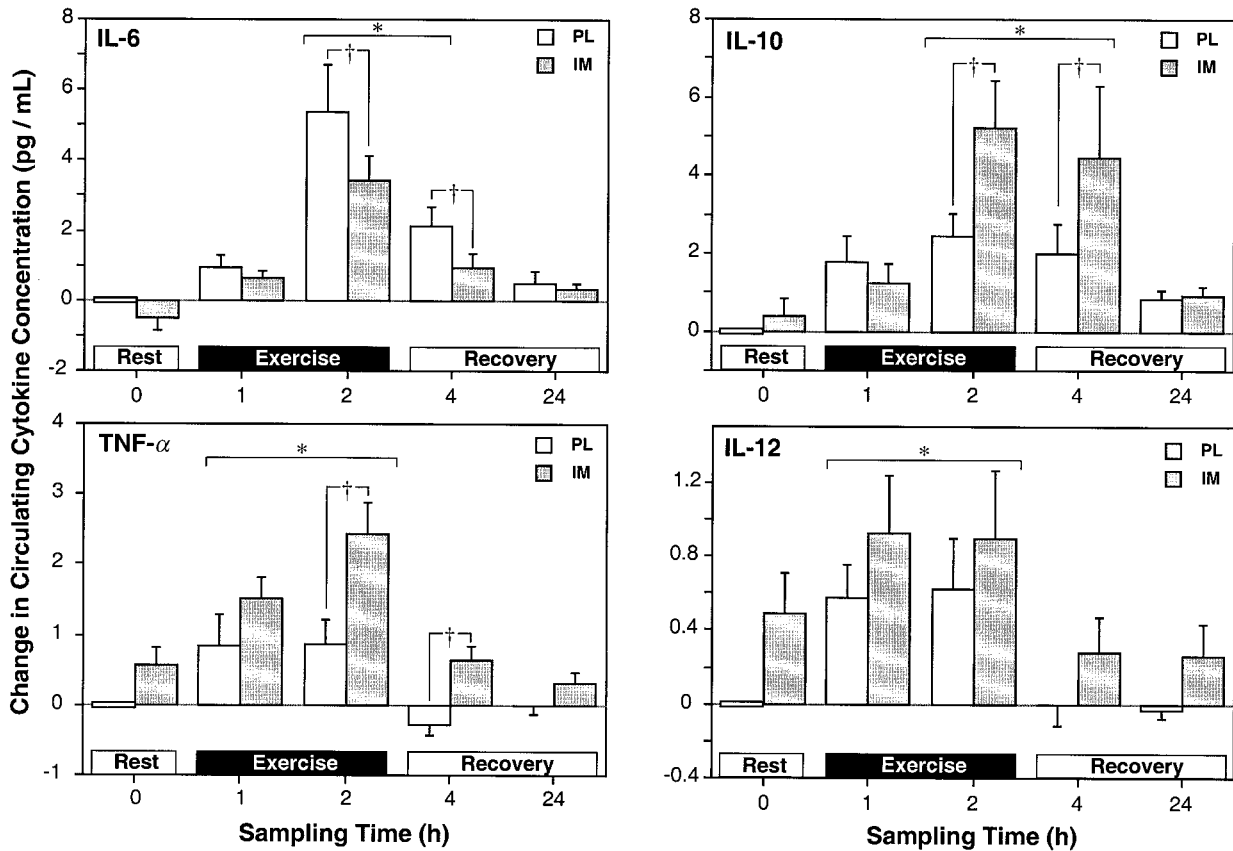 Change in Circulating Cytokine Concentration (pg / mL)
IL-6
*
†
†
PL
IM
8
6
4
2
0
-2
Rest
Exercise
Recovery
0 1 2 4 24
IL-10
*
†
†
PL
IM
8
6
4
2
0
Rest
Exercise
Recovery
0 1 2 4 24
TNF-α
*
†
†
PL
IM
4
3
2
1
0
-1
Rest
Exercise
Recovery
0 1 2 4 24
Sampling Time (h)
IL-12
*
PL
IM
1.2
0.8
0.4
0.0
-0.4
Rest
Exercise
Recovery
0 1 2 4 24
Sampling Time (h)